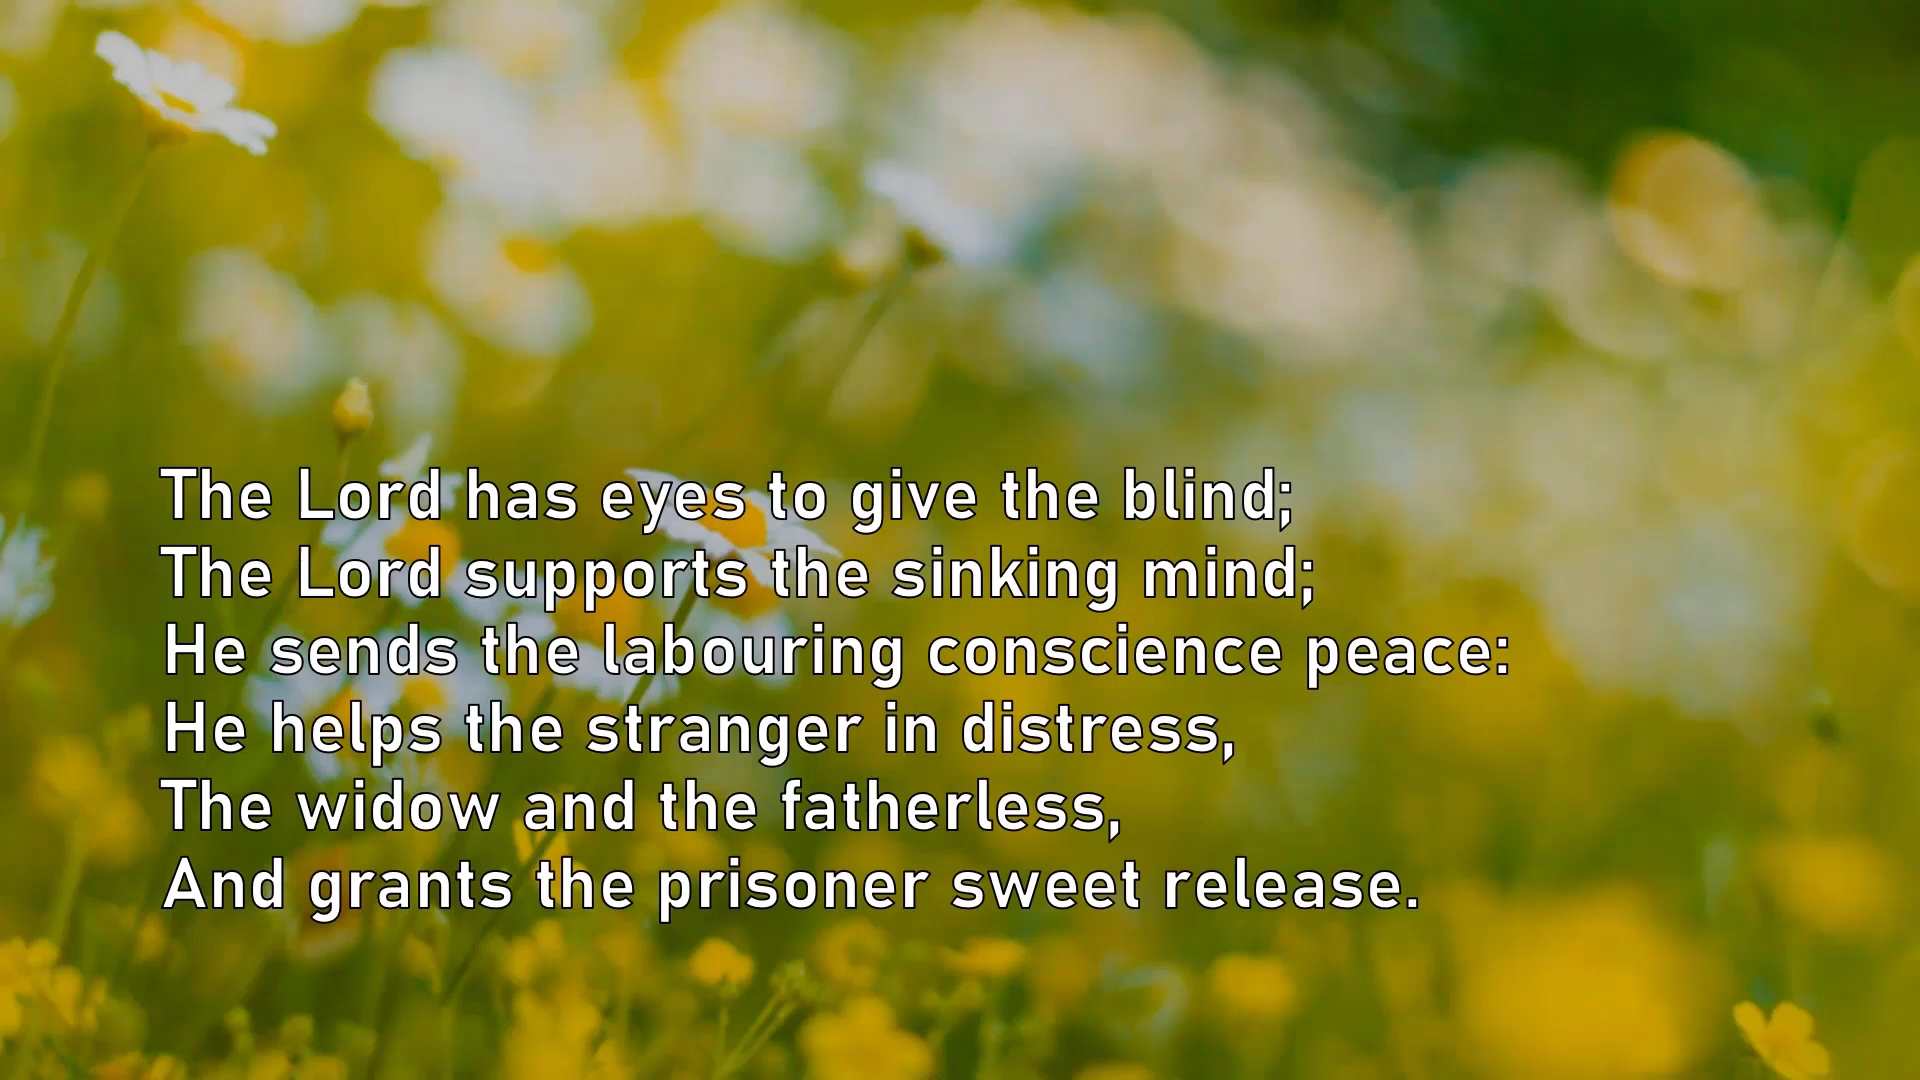 The Lord has eyes to give the blind;
The Lord supports the sinking mind;
He sends the labouring conscience peace:
He helps the stranger in distress,
The widow and the fatherless,
And grants the prisoner sweet release.